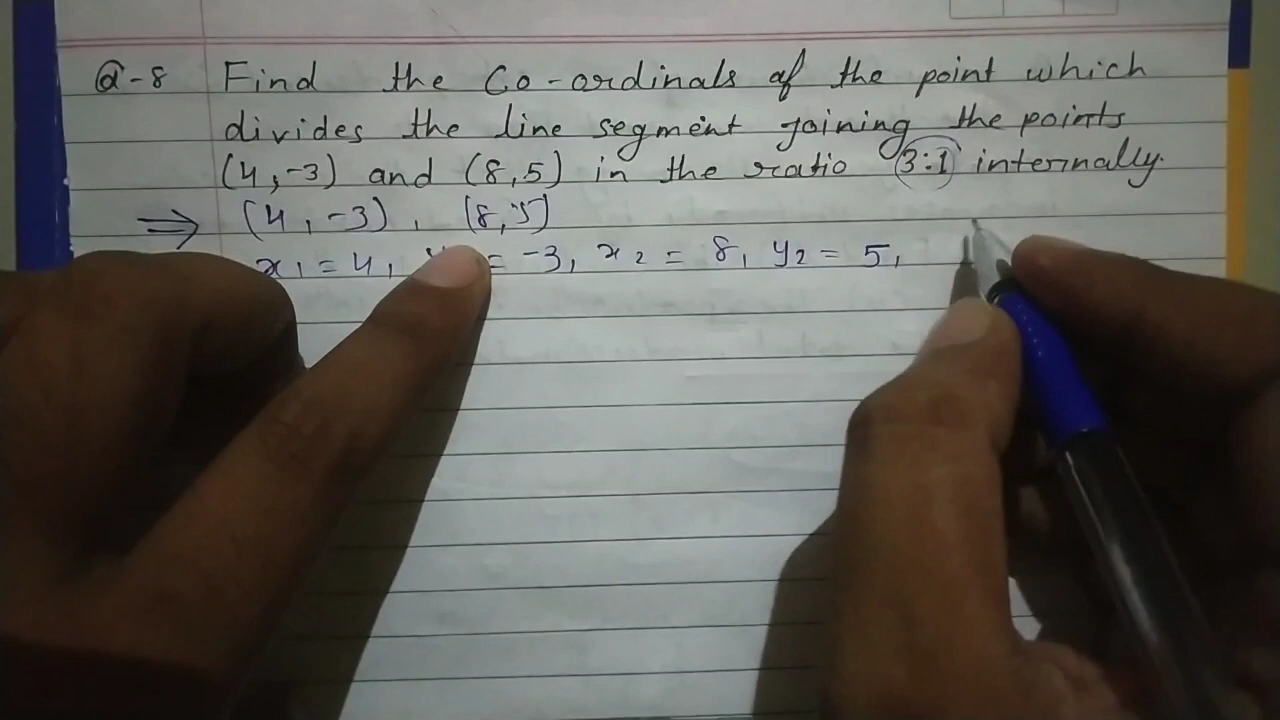 Q-8 Find the Co-ordinals of the point which
divides the line segment joining the points
(4,-3) and (8,5) in the ratio (3:1) internally.
⇒ (4, -3), (8,5)
x₁ = 4, = -3, x₂ = 8, y₂ = 5,